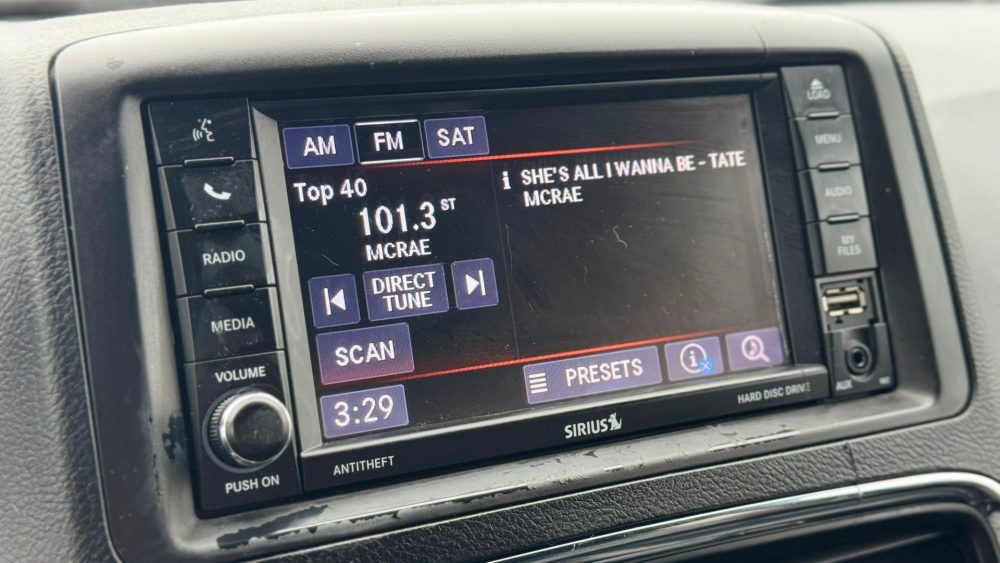 AM FM SAT
Top 40
101.3 ST
MCRAE
i SHE'S ALL I WANNA BE - TATE
MCRAE
DIRECT
TUNE
SCAN
3:29
PRESETS
RADIO
MEDIA
VOLUME
PUSH ON
ANTITHEFT
SIRIUS
HARD DISC DRIVE
LOAD
MENU
AUDIO
MY
FILES
AUX